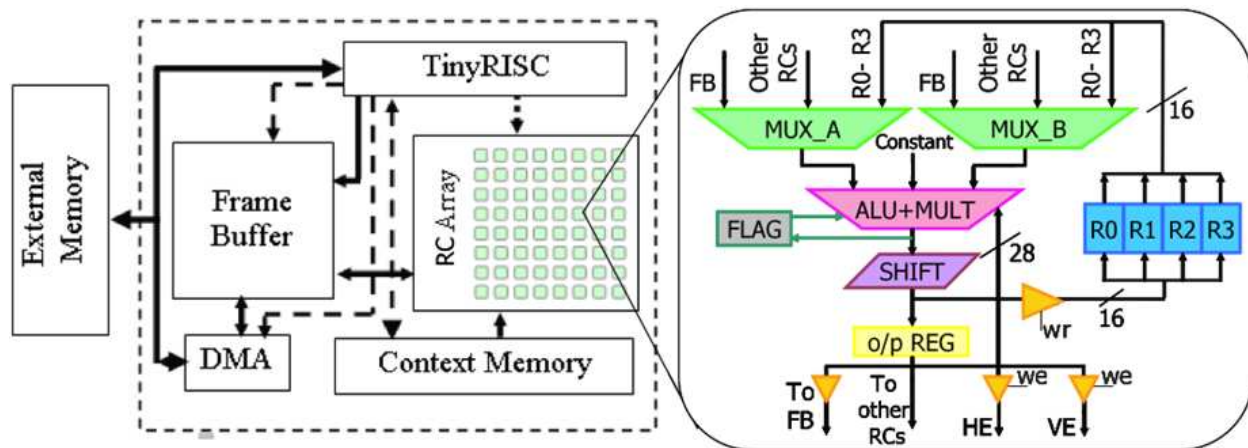 External
Memory
TinyRISC
Frame
Buffer
RC Array
DMA
Context Memory
FB
Other
RCs
R0- R3
FB
Other
RCs
R0- R3
16
MUX_A
MUX_B
Constant
ALU+MULT
FLAG
R0 R1 R2 R3
SHIFT
28
wr
16
o/p REG
we
we
To
FB
To
other
RCs
HE
VE